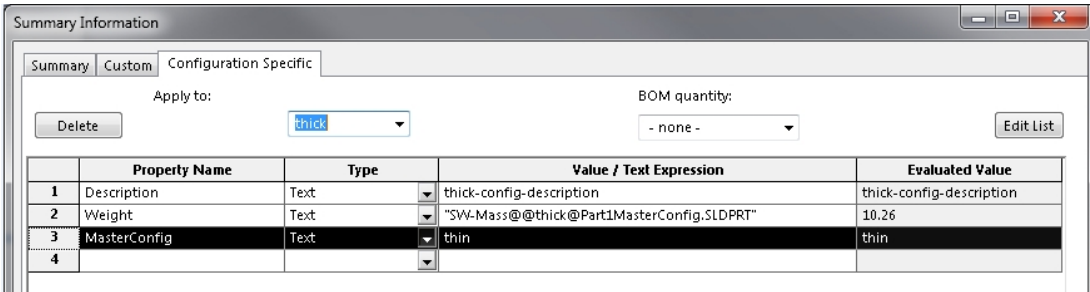 Summary Information
Summary Custom Configuration Specific
Apply to: BOM quantity:
Delete thick - none - Edit List
Property Name Type Value / Text Expression Evaluated Value
1 Description Text thick-config-description thick-config-description
2 Weight Text "SW-Mass@@thick@Part1MasterConfig.SLDPRT" 10.26
3 MasterConfig Text thin thin
4